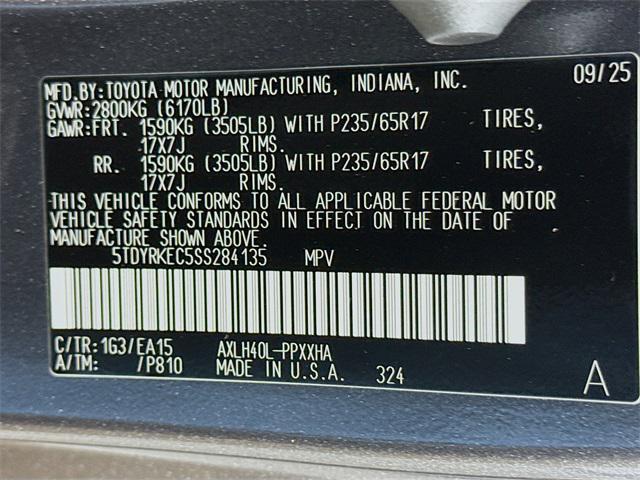 MFD.BY:TOYOTA MOTOR MANUFACTURING, INDIANA, INC. 09/25
GVWR:2800KG (6170LB)
GAWR:FRT. 1590KG (3505LB) WITH P235/65R17 TIRES,
17X7J RIMS.
RR. 1590KG (3505LB) WITH P235/65R17 TIRES,
17X7J RIMS.
THIS VEHICLE CONFORMS TO ALL APPLICABLE FEDERAL MOTOR
VEHICLE SAFETY STANDARDS IN EFFECT ON THE DATE OF
MANUFACTURE SHOWN ABOVE.
5TDYRKEC5SS284135 MPV
C/TR:1G3/EA15 AXLH40L-PPXXHA
A/TM: /P810 MADE IN U.S.A. 324 A